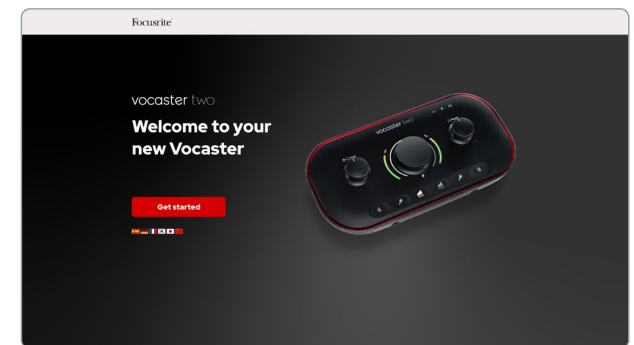 Focusrite
vocaster two
Welcome to your
new Vocaster
vocaster two
Get started